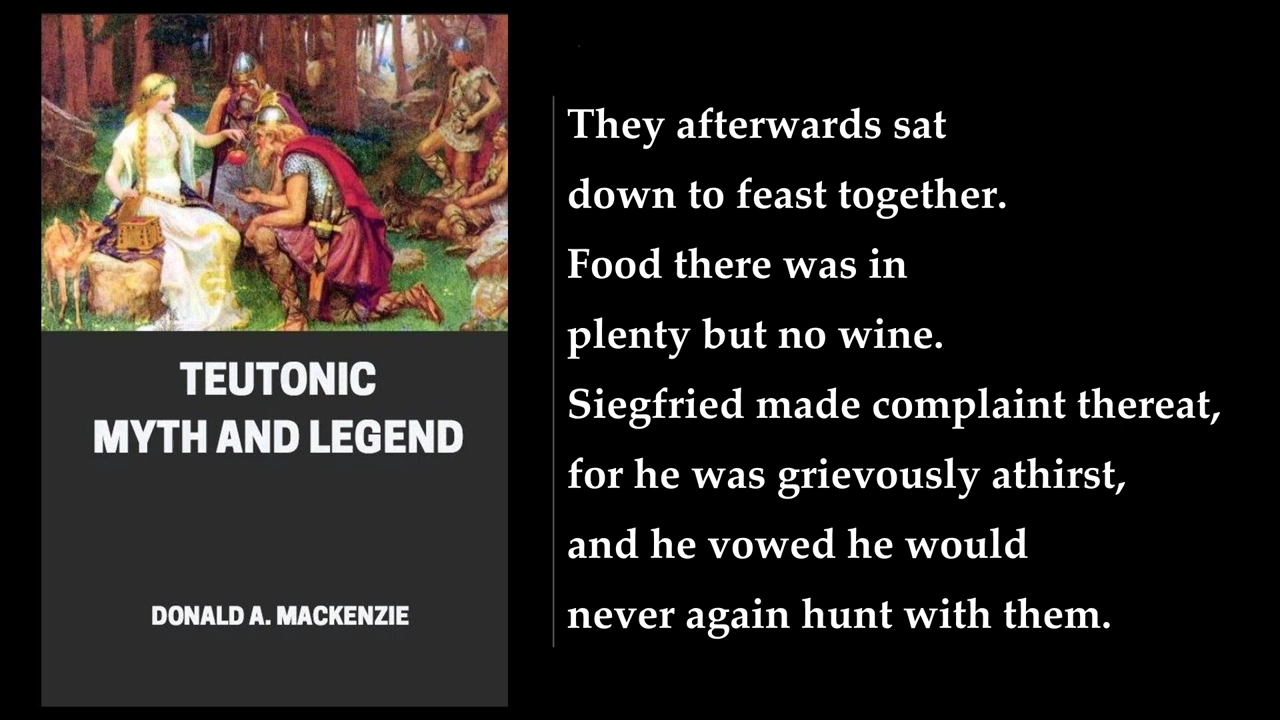 TEUTONIC
MYTH AND LEGEND
DONALD A. MACKENZIE
They afterwards sat
down to feast together.
Food there was in
plenty but no wine.
Siegfried made complaint thereat,
for he was grievously athirst,
and he vowed he would
never again hunt with them.